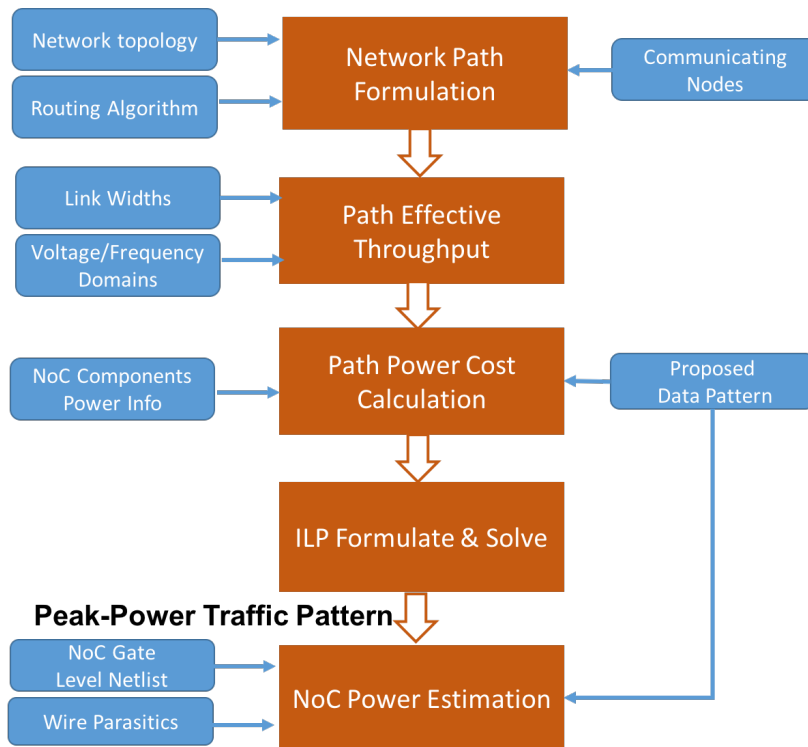 Network topology
Routing Algorithm
Network Path
Formulation
Communicating
Nodes
Link Widths
Voltage/Frequency
Domains
Path Effective
Throughput
NoC Components
Power Info
Path Power Cost
Calculation
Proposed
Data Pattern
ILP Formulate & Solve
Peak-Power Traffic Pattern
NoC Gate
Level Netlist
Wire Parasitics
NoC Power Estimation